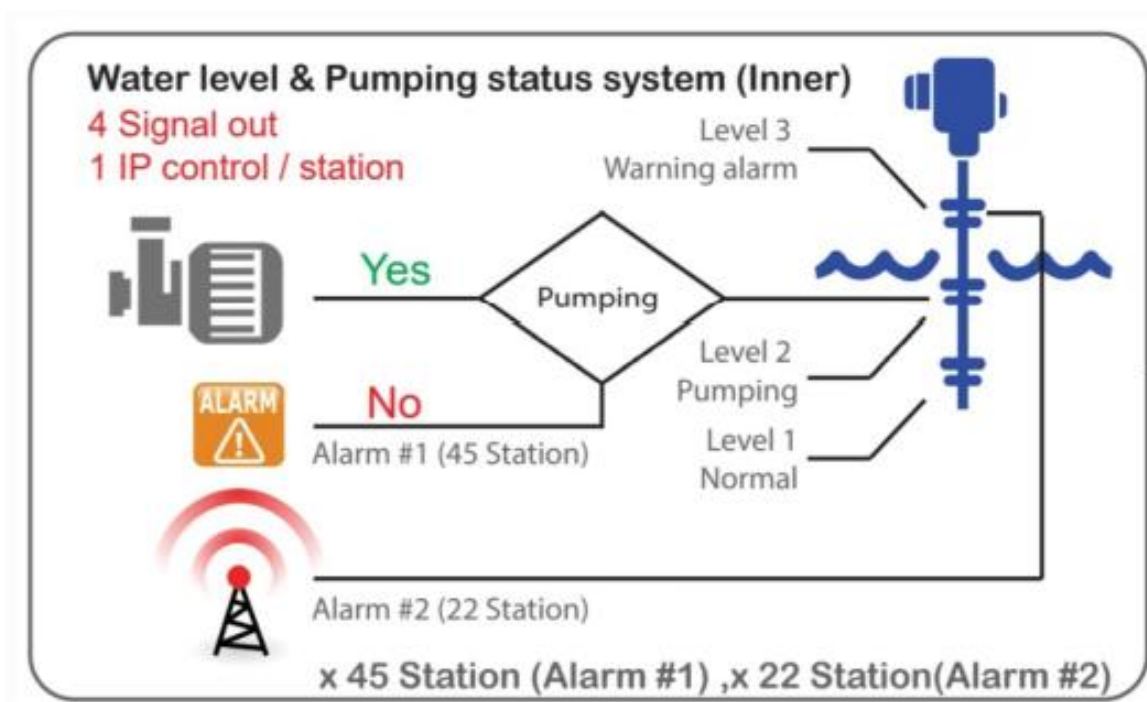 Water level & Pumping status system (Inner)
4 Signal out
1 IP control / station
Level 3
Warning alarm
Yes
Pumping
Level 2
Pumping
ALARM
No
Alarm #1 (45 Station)
Level 1
Normal
Alarm #2 (22 Station)
x 45 Station (Alarm #1) ,x 22 Station(Alarm #2)